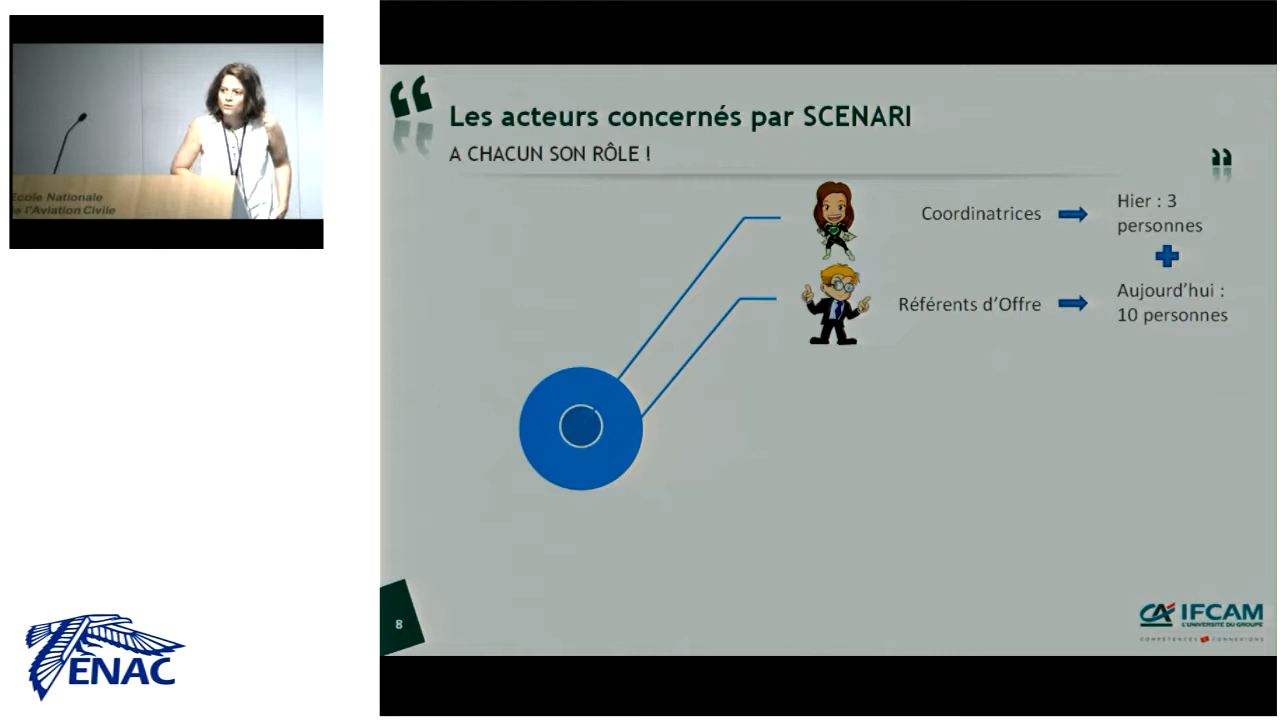 Ecole Nationale
de l'Aviation Civile
Les acteurs concernés par SCENARI
A CHACUN SON RÔLE !
Coordinatrices
Hier : 3
personnes
Référents d'Offre
Aujourd'hui :
10 personnes
8
CA IFCAM
L'UNIVERSITÉ DU GROUPE
COMPÉTENCES CONNEXIONS
ENAC